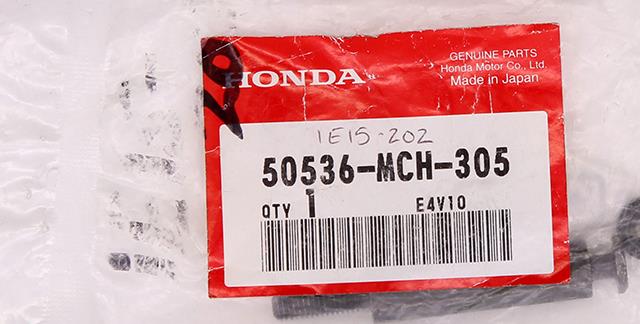 GENUINE PARTS
Honda Motor Co., Ltd.
Made in Japan
HONDA
1E15-202
50536-MCH-305
QTY 1 E4V10